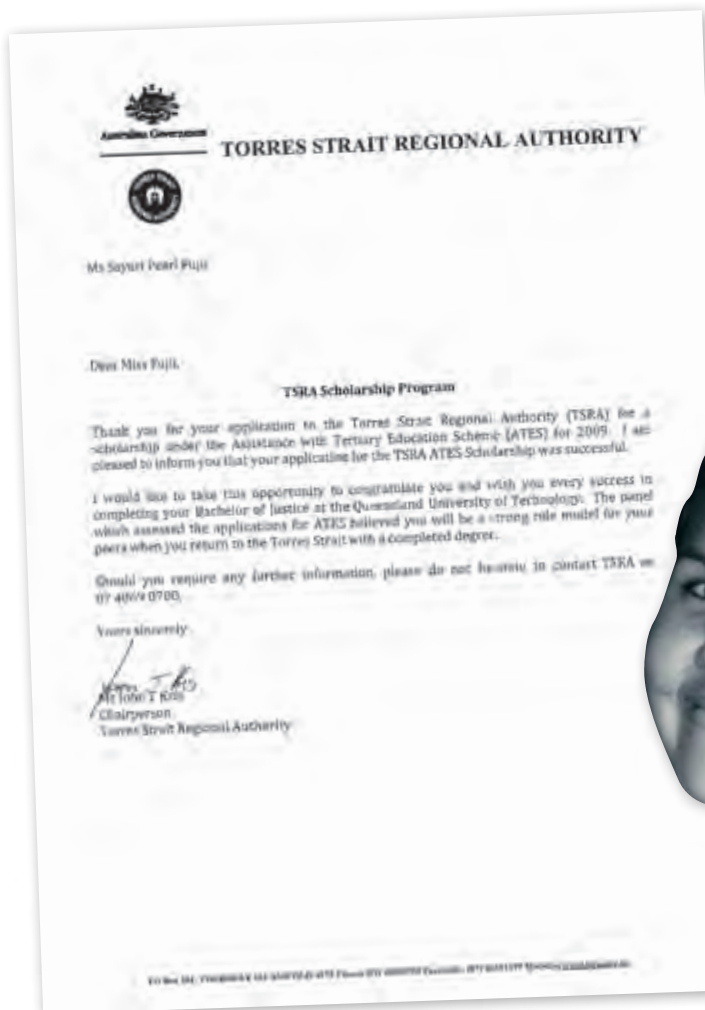 Australian Government
TORRES STRAIT REGIONAL AUTHORITY
Ms Sayuri Pearl Fujii
Dear Miss Fujii,
TSRA Scholarship Program
Thank you for your application to the Torres Strait Regional Authority (TSRA) for a
scholarship under the Assistance with Tertiary Education Scheme (ATES) for 2009. I am
pleased to inform you that your application for the TSRA ATES Scholarship was successful.
I would like to take this opportunity to congratulate you and wish you every success in
completing your Bachelor of Justice at the Queensland University of Technology. The panel
which assessed the applications for ATES believed you will be a strong role model for your
peers when you return to the Torres Strait with a completed degree.
Should you require any further information, please do not hesitate to contact TSRA on
07 4069 0700.
Yours sincerely
Mr John T Kris
Chairperson
Torres Strait Regional Authority